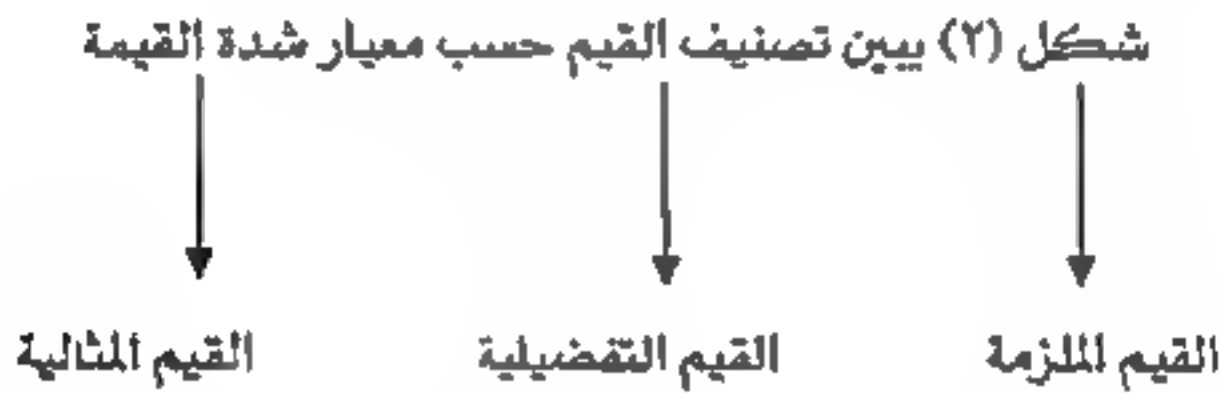 شكل (٢) يبين تصنيف القيم حسب معيار شدة القيمة
القيم الملزمة القيم التفضيلية القيم المثالية